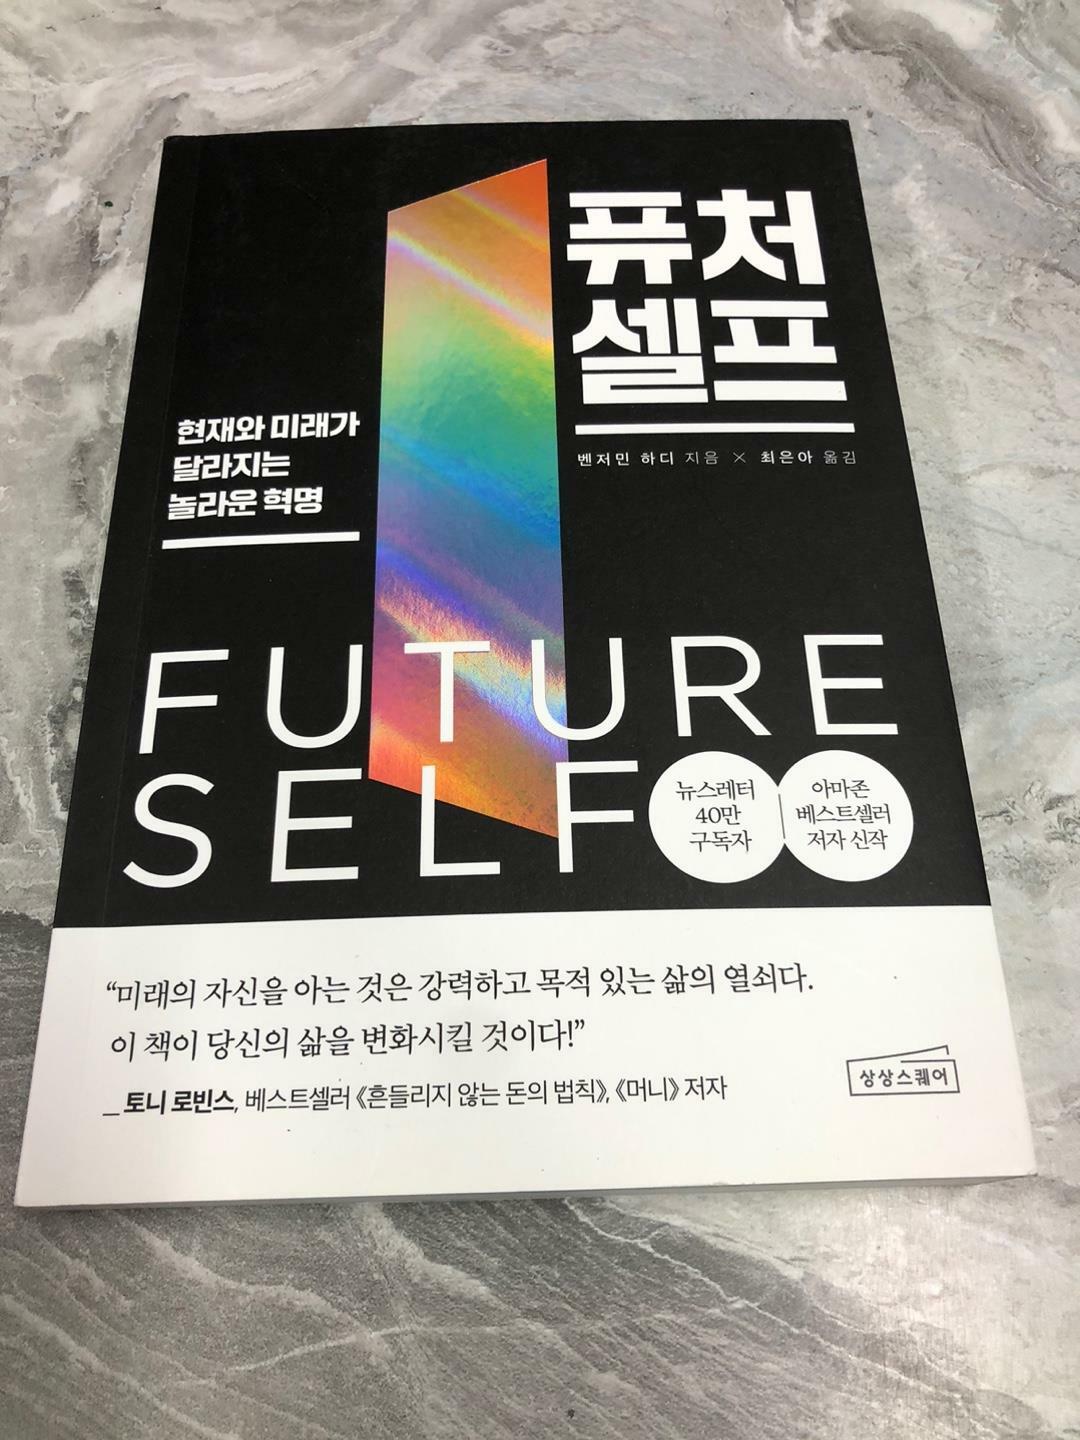 퓨처
셀프
벤저민 하디 지음 × 최은아 옮김
현재와 미래가
달라지는
놀라운 혁명
FUTURE
SELF
뉴스레터
40만
구독자
아마존
베스트셀러
저자 신작
“미래의 자신을 아는 것은 강력하고 목적 있는 삶의 열쇠다.
이 책이 당신의 삶을 변화시킬 것이다!”
_토니 로빈스, 베스트셀러 《흔들리지 않는 돈의 법칙》, 《머니》 저자
상상스퀘어